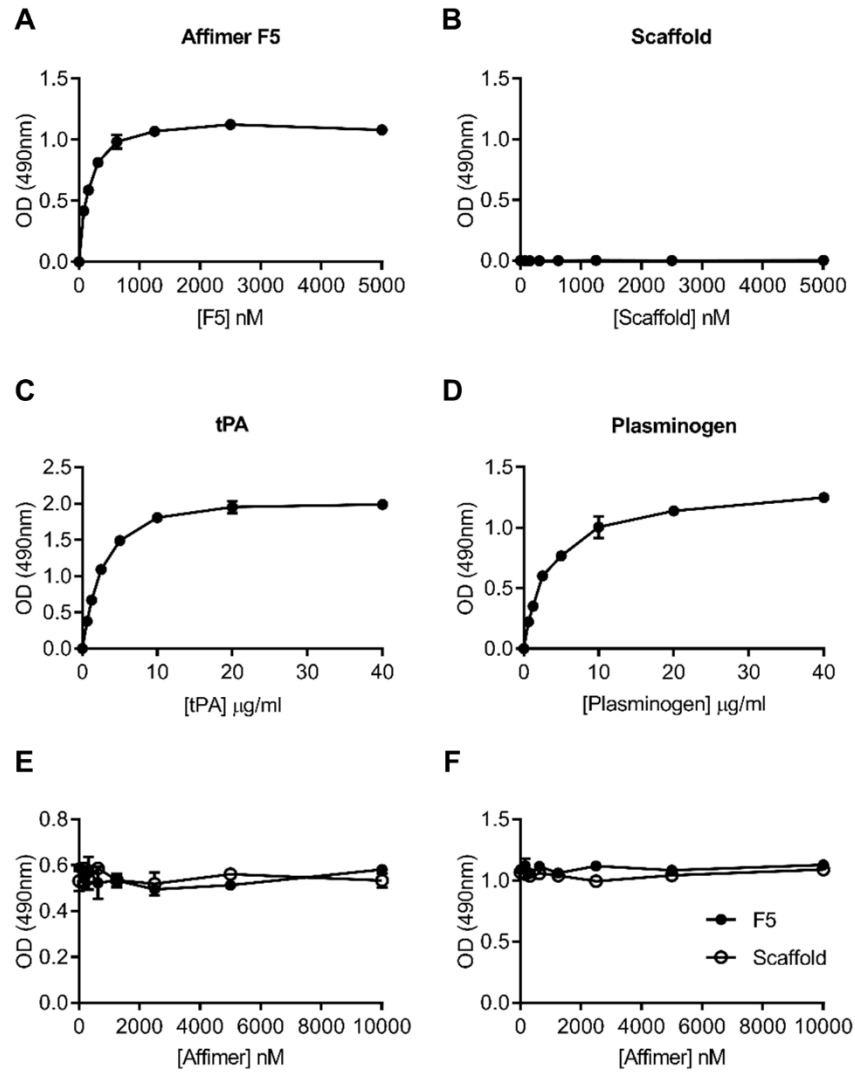 A
Affimer F5
1.5
1.0
0.5
0.0
OD (490nm)
0 1000 2000 3000 4000 5000
[F5] nM
B
Scaffold
1.5
1.0
0.5
0.0
OD (490nm)
0 1000 2000 3000 4000 5000
[Scaffold] nM
C
tPA
2.5
2.0
1.5
1.0
0.5
0.0
OD (490nm)
0 10 20 30 40
[tPA] μg/ml
D
Plasminogen
1.5
1.0
0.5
0.0
OD (490nm)
0 10 20 30 40
[Plasminogen] μg/ml
E
0.8
0.6
0.4
0.2
0.0
OD (490nm)
0 2000 4000 6000 8000 10000
[Affimer] nM
F
1.5
1.0
0.5
0.0
OD (490nm)
F5
Scaffold
0 2000 4000 6000 8000 10000
[Affimer] nM